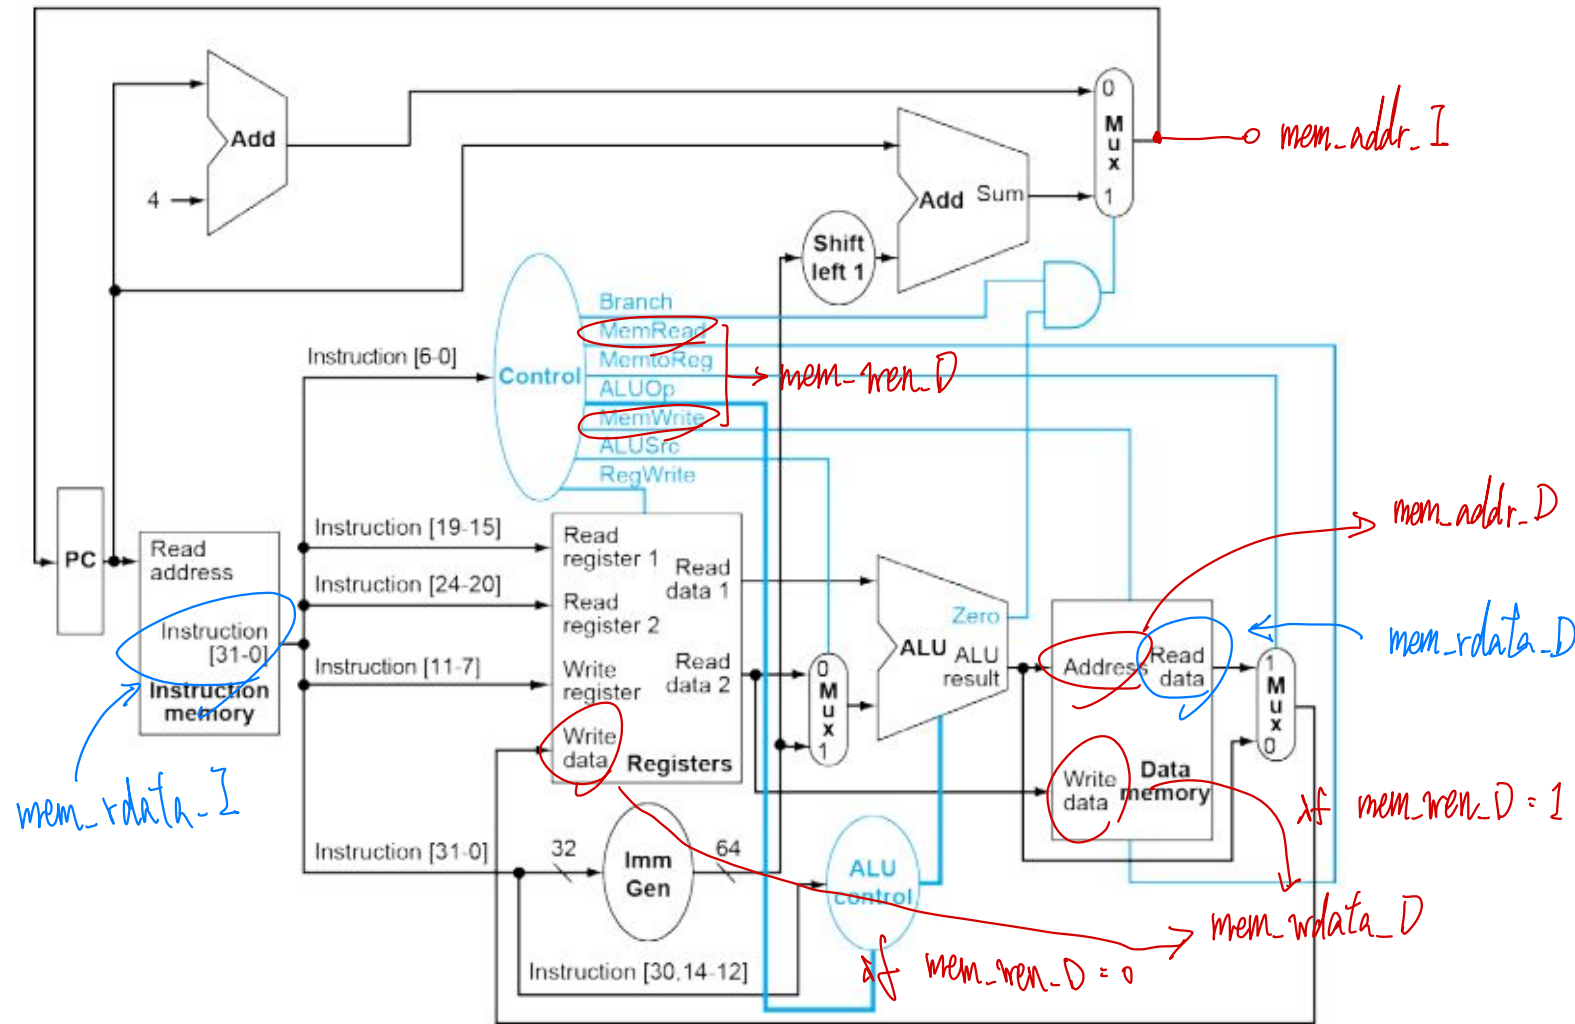 0
M
u
x
1
mem_addr_I
Add
4
Add Sum
Shift
left 1
Branch
MemRead
MemtoReg
ALUOp
MemWrite
ALUSrc
RegWrite
mem_wen_D
Control
Instruction [6-0]
mem_addr_D
PC
Read
address
Instruction
[31-0]
Instruction
memory
mem_rdata_I
Instruction [19-15]
Instruction [24-20]
Instruction [11-7]
Instruction [31-0]
Read
register 1
Read
register 2
Write
register
Write
data
Read
data 1
Read
data 2
Registers
0
M
u
x
1
Zero
ALU
ALU
result
Address
Read
data
Write
data
Data
memory
mem_rdata_D
1
M
u
x
0
if mem_wen_D = 1
32
Imm
Gen
64
ALU
control
mem_wdata_D
if mem_wen_D = 0
Instruction [30,14-12]